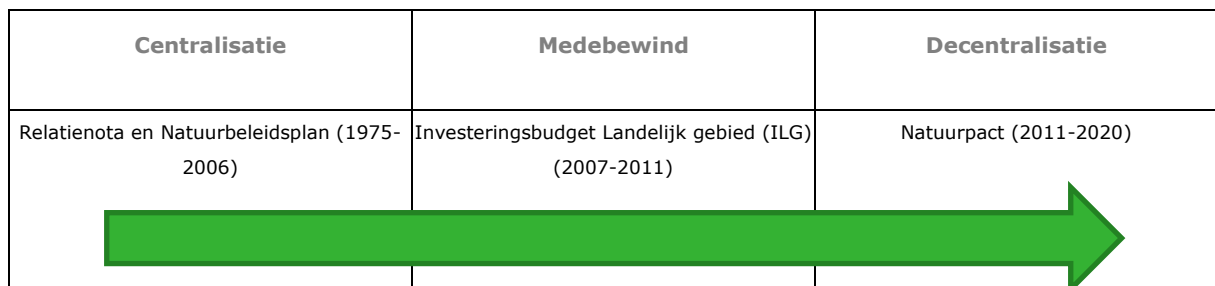 Centralisatie
Medebewind
Decentralisatie
Relatienota en Natuurbeleidsplan (1975-
2006)
Investeringsbudget Landelijk gebied (ILG)
(2007-2011)
Natuurpact (2011-2020)